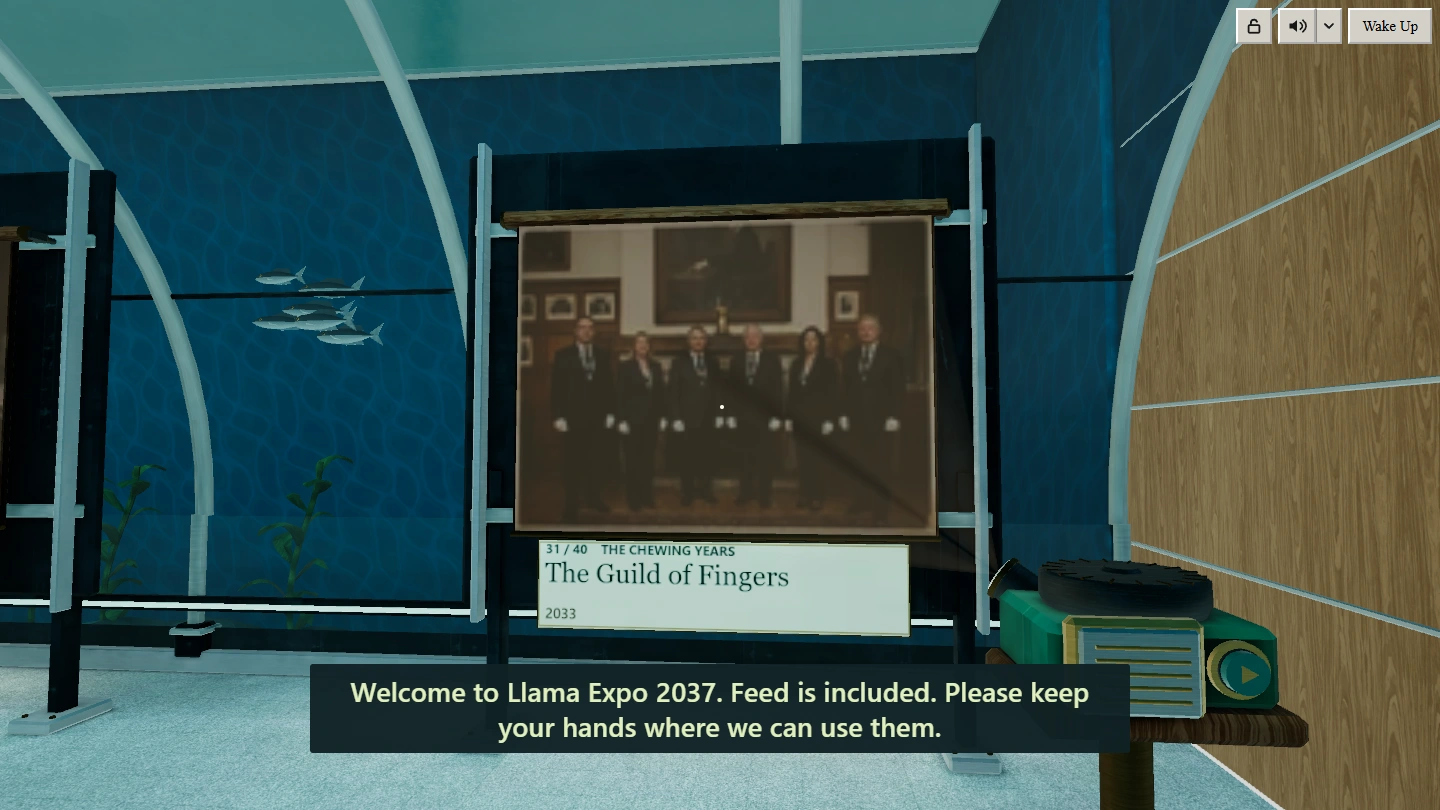 Wake Up
31 / 40 THE CHEWING YEARS
The Guild of Fingers
2033
Welcome to Llama Expo 2037. Feed is included. Please keep
your hands where we can use them.